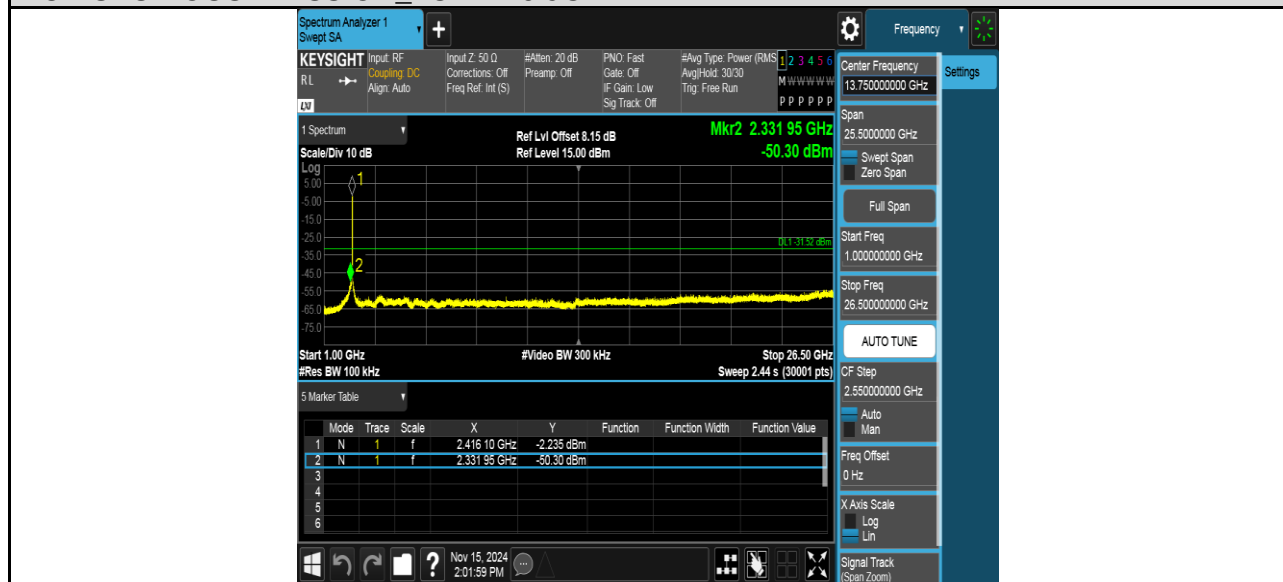 Spectrum Analyzer 1
Swept SA
+
Frequency
KEYSIGHT
Input: RF
Input Z: 50 Ω
#Atten: 20 dB
PNO: Fast
#Avg Type: Power (RMS
1 2 3 4 5 6
RL
Coupling: DC
Corrections: Off
Preamp: Off
Gate: Off
Avg|Hold: 30/30
M W W W W W
Align: Auto
Freq Ref: Int (S)
IF Gain: Low
Trig: Free Run
LXI
Sig Track: Off
P P P P P P
Center Frequency
13.750000000 GHz
Settings
Span
25.5000000 GHz
Swept Span
Zero Span
Full Span
Start Freq
1.000000000 GHz
Stop Freq
26.500000000 GHz
AUTO TUNE
CF Step
2.550000000 GHz
Auto
Man
Freq Offset
0 Hz
X Axis Scale
Log
Lin
Signal Track
(Span Zoom)
1 Spectrum
Ref Lvl Offset 8.15 dB
Mkr2 2.331 95 GHz
Scale/Div 10 dB
Ref Level 15.00 dBm
-50.30 dBm
Log
5.00
1
-5.00
-15.0
-25.0
DL1 -31.52 dBm
-35.0
2
-45.0
-55.0
-65.0
-75.0
Start 1.00 GHz
#Video BW 300 kHz
Stop 26.50 GHz
#Res BW 100 kHz
Sweep 2.44 s (30001 pts)
5 Marker Table
Mode Trace Scale X Y Function Function Width Function Value
1 N 1 f 2.416 10 GHz -2.235 dBm
2 N 1 f 2.331 95 GHz -50.30 dBm
3
4
5
6
?
Nov 15, 2024
2:01:59 PM